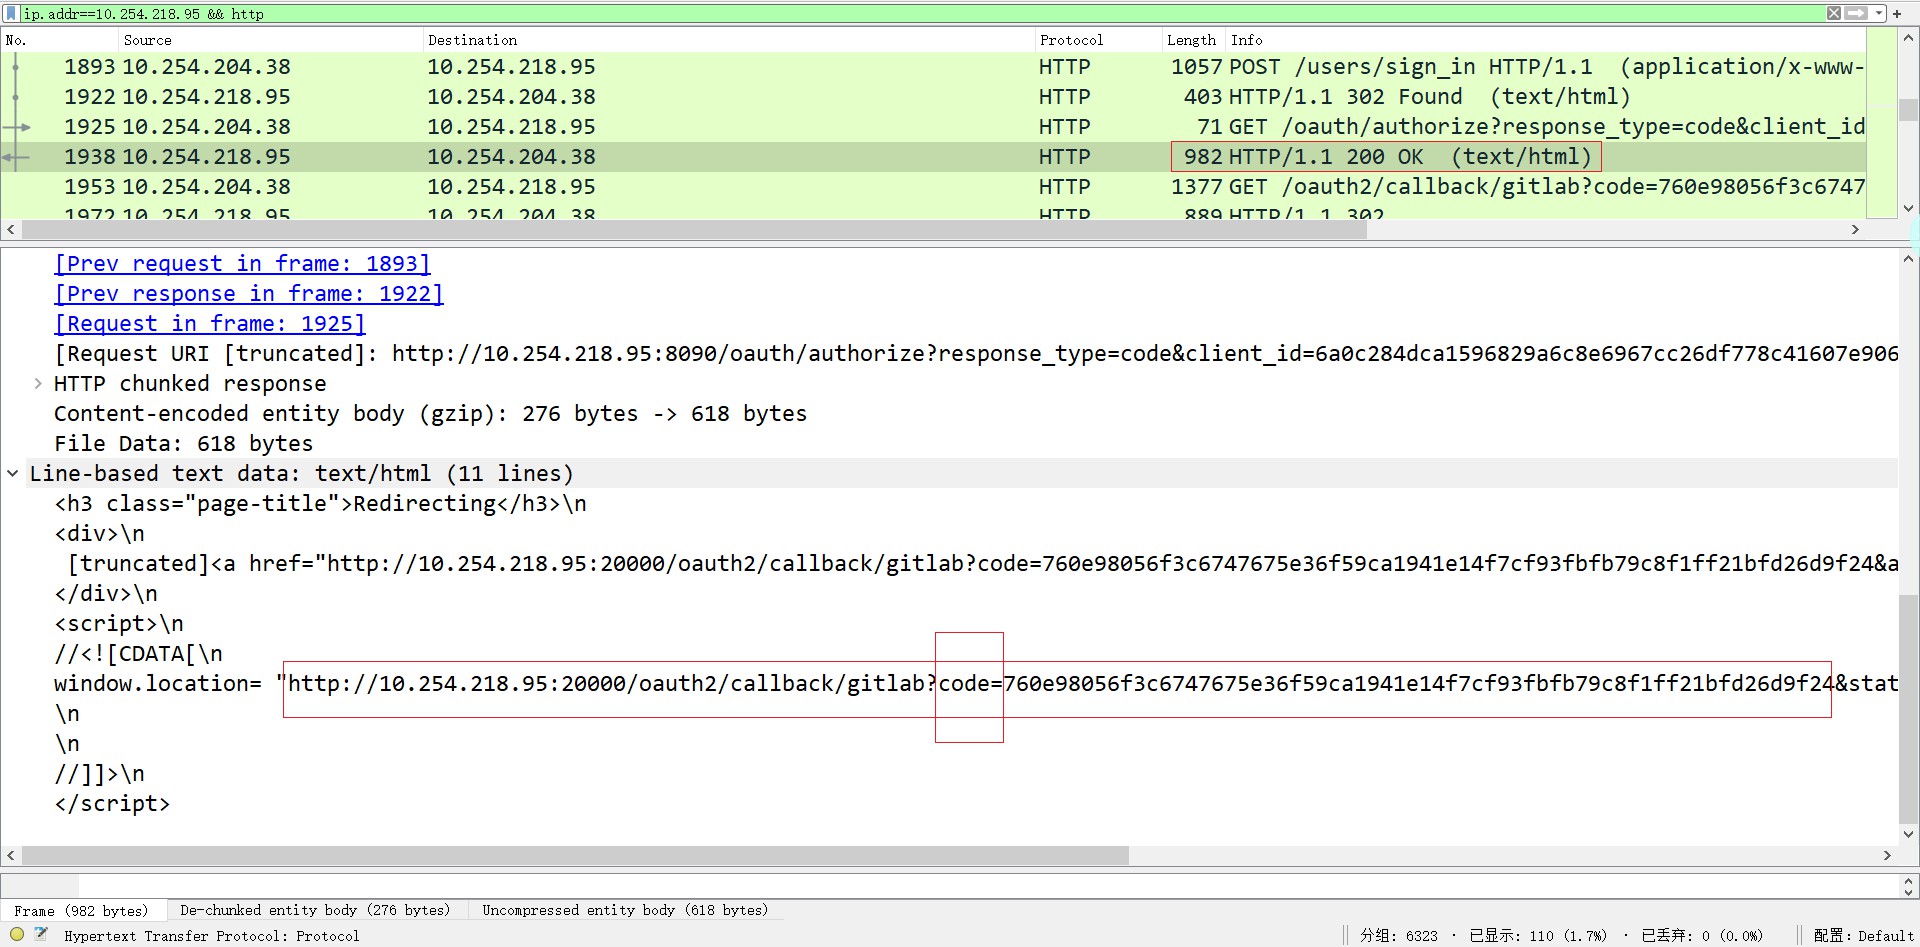 ip.addr==10.254.218.95 && http
No. Source Destination Protocol Length Info
1893 10.254.204.38 10.254.218.95 HTTP 1057 POST /users/sign_in HTTP/1.1 (application/x-www-
1922 10.254.218.95 10.254.204.38 HTTP 403 HTTP/1.1 302 Found (text/html)
1925 10.254.204.38 10.254.218.95 HTTP 71 GET /oauth/authorize?response_type=code&client_id
1938 10.254.218.95 10.254.204.38 HTTP 982 HTTP/1.1 200 OK (text/html)
1953 10.254.204.38 10.254.218.95 HTTP 1377 GET /oauth2/callback/gitlab?code=760e98056f3c6747
1972 10.254.218.95 10.254.204.38 HTTP 889 HTTP/1.1 302
[Prev request in frame: 1893]
[Prev response in frame: 1922]
[Request in frame: 1925]
[Request URI [truncated]: http://10.254.218.95:8090/oauth/authorize?response_type=code&client_id=6a0c284dca1596829a6c8e6967cc26df778c41607e906
HTTP chunked response
Content-encoded entity body (gzip): 276 bytes -> 618 bytes
File Data: 618 bytes
Line-based text data: text/html (11 lines)
<h3 class="page-title">Redirecting</h3>\n
<div>\n
[truncated]<a href="http://10.254.218.95:20000/oauth2/callback/gitlab?code=760e98056f3c6747675e36f59ca1941e14f7cf93fbfb79c8f1ff21bfd26d9f24&a
</div>\n
<script>\n
//<![CDATA[\n
window.location= "http://10.254.218.95:20000/oauth2/callback/gitlab?code=760e98056f3c6747675e36f59ca1941e14f7cf93fbfb79c8f1ff21bfd26d9f24&stat
\n
\n
//]]>\n
</script>
Frame (982 bytes) De-chunked entity body (276 bytes) Uncompressed entity body (618 bytes)
Hypertext Transfer Protocol: Protocol 分组: 6323 · 已显示: 110 (1.7%) · 已丢弃: 0 (0.0%) 配置: Default